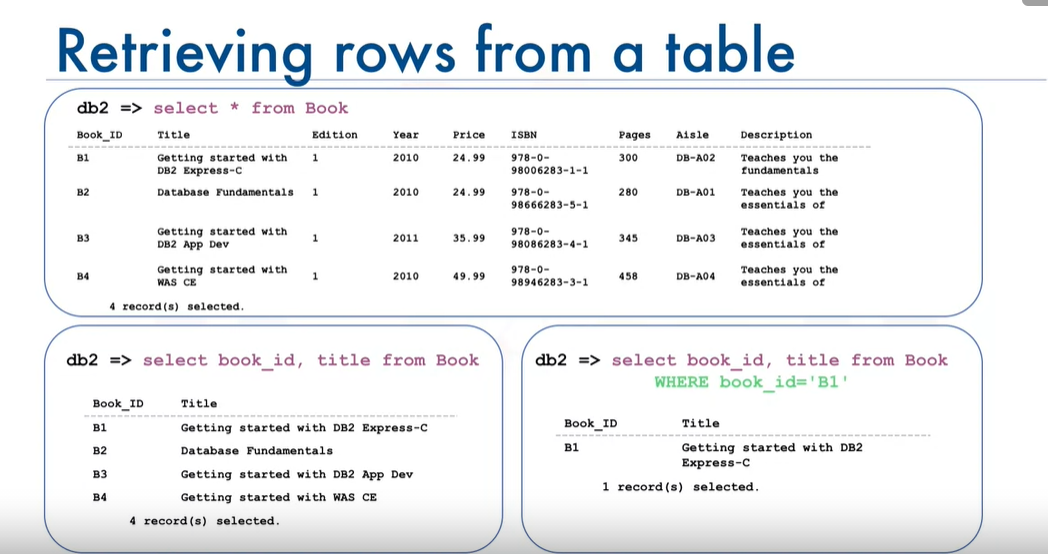 Retrieving rows from a table
db2 => select * from Book
Book_ID Title Edition Year Price ISBN Pages Aisle Description
B1 Getting started with 1 2010 24.99 978-0- 300 DB-A02 Teaches you the
DB2 Express-C 98006283-1-1 fundamentals
B2 Database Fundamentals 1 2010 24.99 978-0- 280 DB-A01 Teaches you the
98666283-5-1 essentials of
Getting started with 978-0- Teaches you the
B3 DB2 App Dev 1 2011 35.99 98086283-4-1 345 DB-A03 essentials of
Getting started with 978-0- Teaches you the
B4 WAS CE 1 2010 49.99 98946283-3-1 458 DB-A04 essentials of
4 record(s) selected.
db2 => select book_id, title from Book
Book_ID Title
B1 Getting started with DB2 Express-C
B2 Database Fundamentals
B3 Getting started with DB2 App Dev
B4 Getting started with WAS CE
4 record(s) selected.
db2 => select book_id, title from Book
WHERE book_id='B1'
Book_ID Title
B1 Getting started with DB2
Express-C
1 record(s) selected.